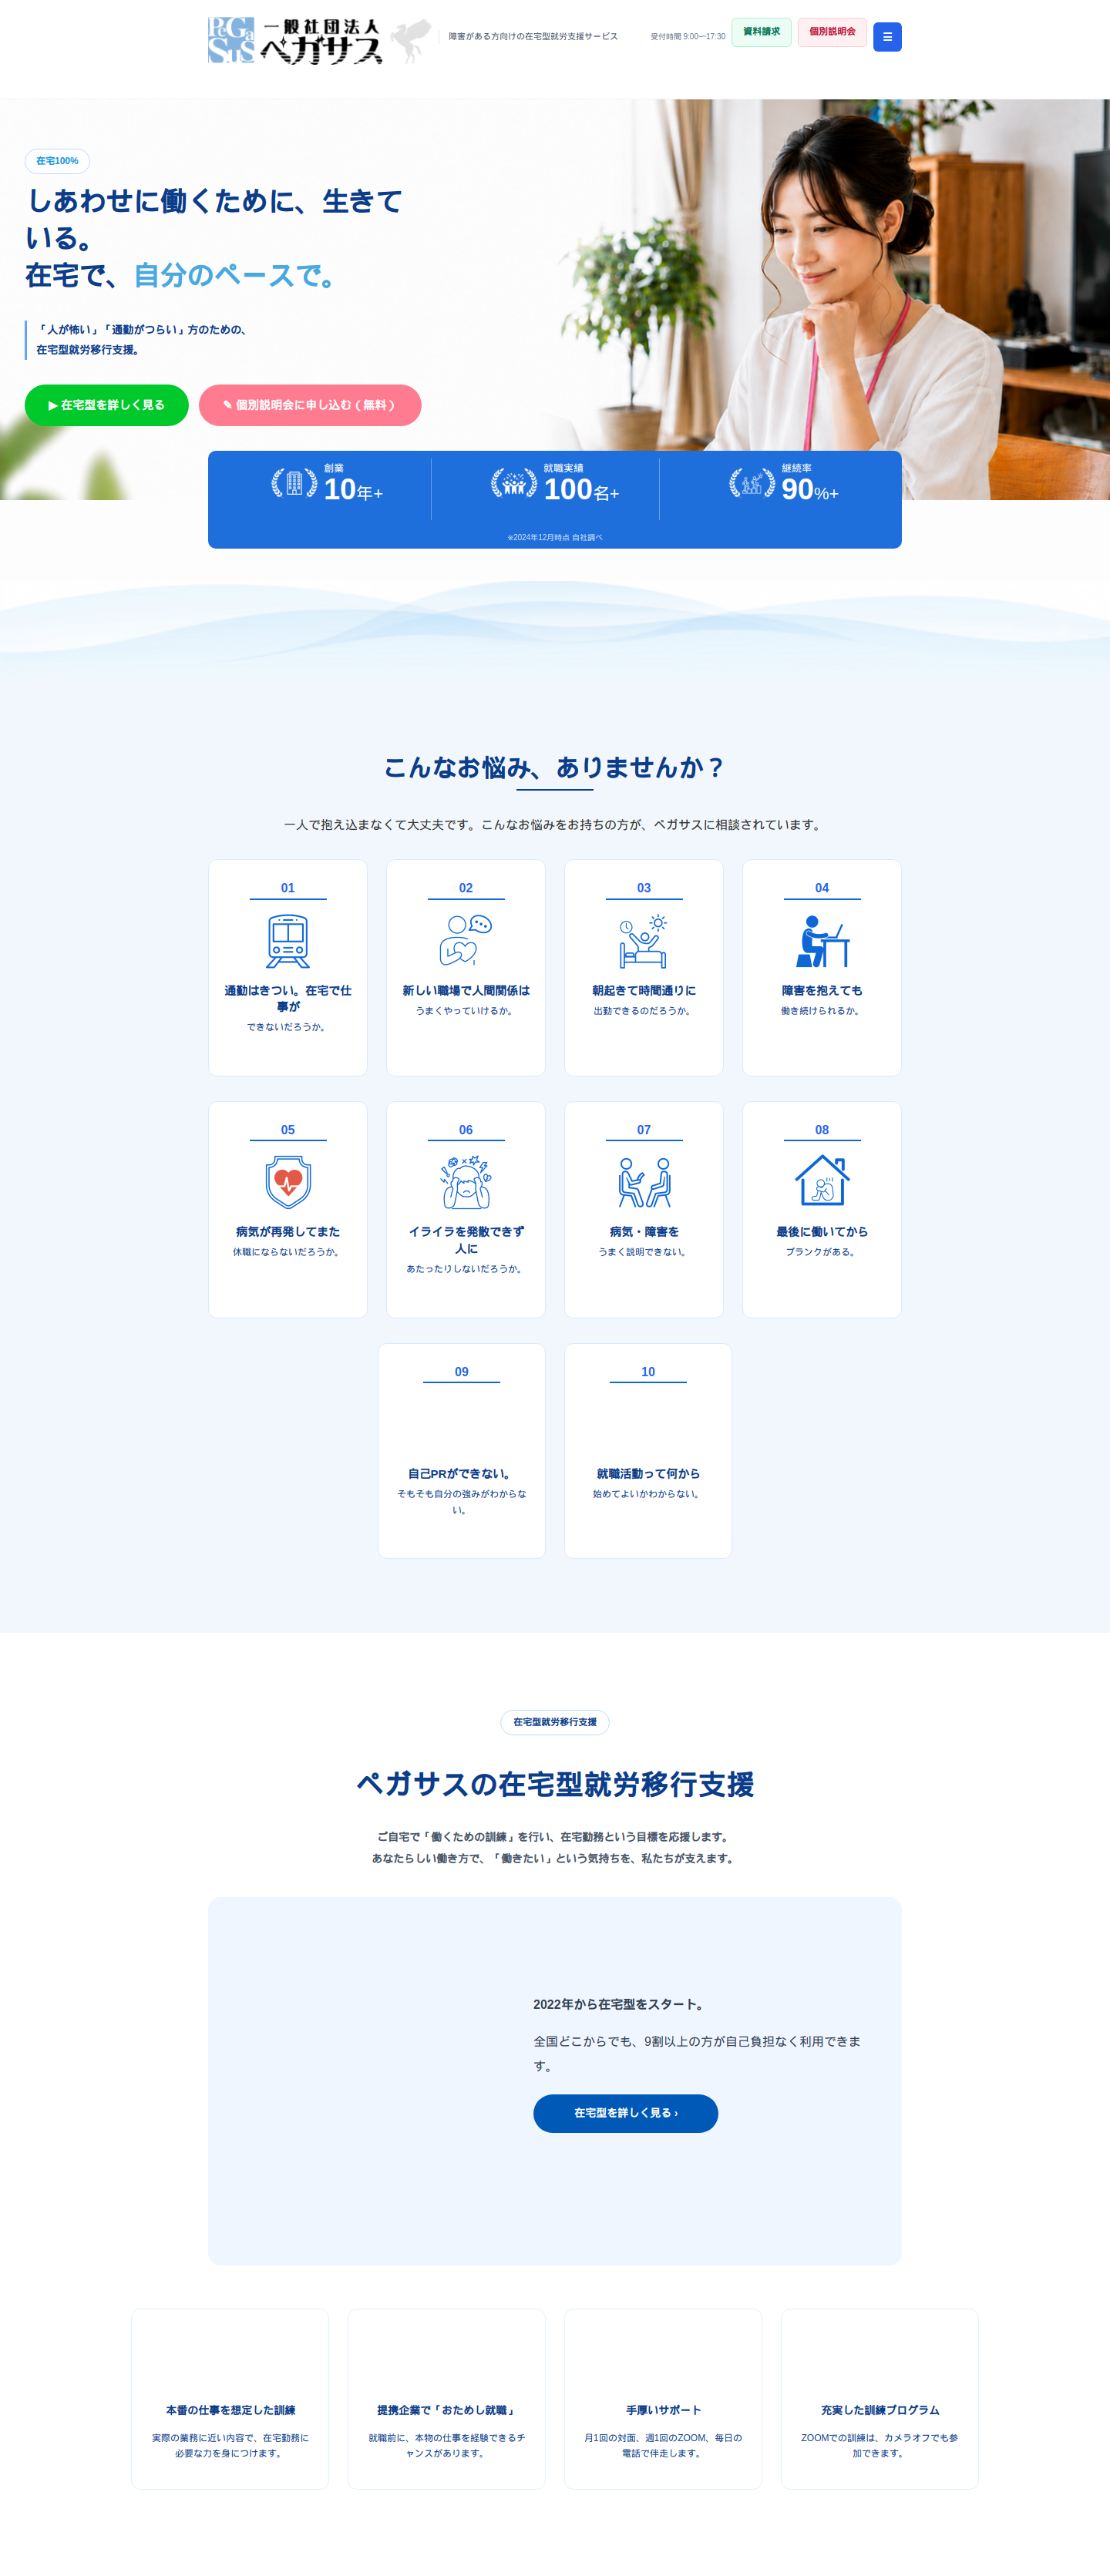 PeGaSuS
一般社団法人
ペガサス
障害がある方向けの在宅型就労支援サービス
受付時間 9:00〜17:30
資料請求
個別説明会
☰
在宅100%
しあわせに働くために、生きて
いる。
在宅で、自分のペースで。
「人が怖い」「通勤がつらい」方のための、
在宅型就労移行支援。
▶ 在宅型を詳しく見る
✎ 個別説明会に申し込む（無料）
創業
10年+
就職実績
100名+
継続率
90%+
※2024年12月時点 自社調べ
こんなお悩み、ありませんか？
一人で抱え込まなくて大丈夫です。こんなお悩みをお持ちの方が、ペガサスに相談されています。
01
通勤はきつい。在宅で仕
事が
できないだろうか。
02
新しい職場で人間関係は
うまくやっていけるか。
03
朝起きて時間通りに
出勤できるのだろうか。
04
障害を抱えても
働き続けられるか。
05
病気が再発してまた
休職にならないだろうか。
06
イライラを発散できず
人に
あたったりしないだろうか。
07
病気・障害を
うまく説明できない。
08
最後に働いてから
ブランクがある。
09
自己PRができない。
そもそも自分の強みがわからな
い。
10
就職活動って何から
始めてよいかわからない。
在宅型就労移行支援
ペガサスの在宅型就労移行支援
ご自宅で「働くための訓練」を行い、在宅勤務という目標を応援します。
あなたらしい働き方で、「働きたい」という気持ちを、私たちが支えます。
2022年から在宅型をスタート。
全国どこからでも、9割以上の方が自己負担なく利用できま
す。
在宅型を詳しく見る ›
本番の仕事を想定した訓練
実際の業務に近い内容で、在宅勤務に
必要な力を身につけます。
提携企業で「おためし就職」
就職前に、本物の仕事を経験できるチ
ャンスがあります。
手厚いサポート
月1回の対面、週1回のZOOM、毎日の
電話で伴走します。
充実した訓練プログラム
ZOOMでの訓練は、カメラオフでも参
加できます。